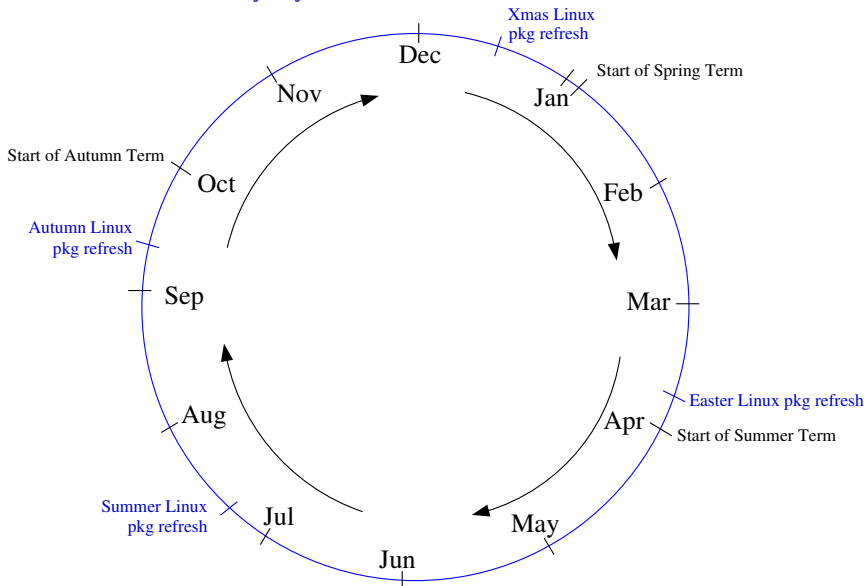 Xmas Linux
pkg refresh
Dec
Start of Spring Term
Jan
Nov
Start of Autumn Term
Oct
Feb
Autumn Linux
pkg refresh
Sep
Mar
Easter Linux pkg refresh
Apr
Start of Summer Term
Aug
Summer Linux
pkg refresh
Jul
May
Jun